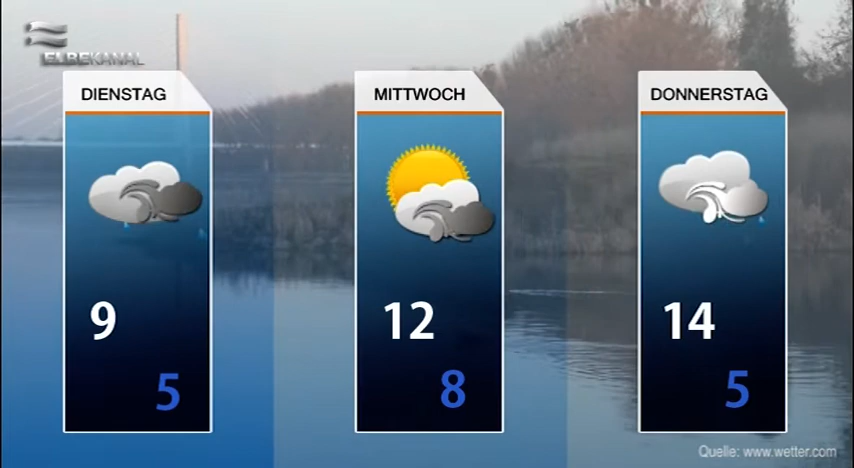 ELBEKANAL
DIENSTAG
MITTWOCH
DONNERSTAG
9
12
14
5
8
5
Quelle: www.wetter.com